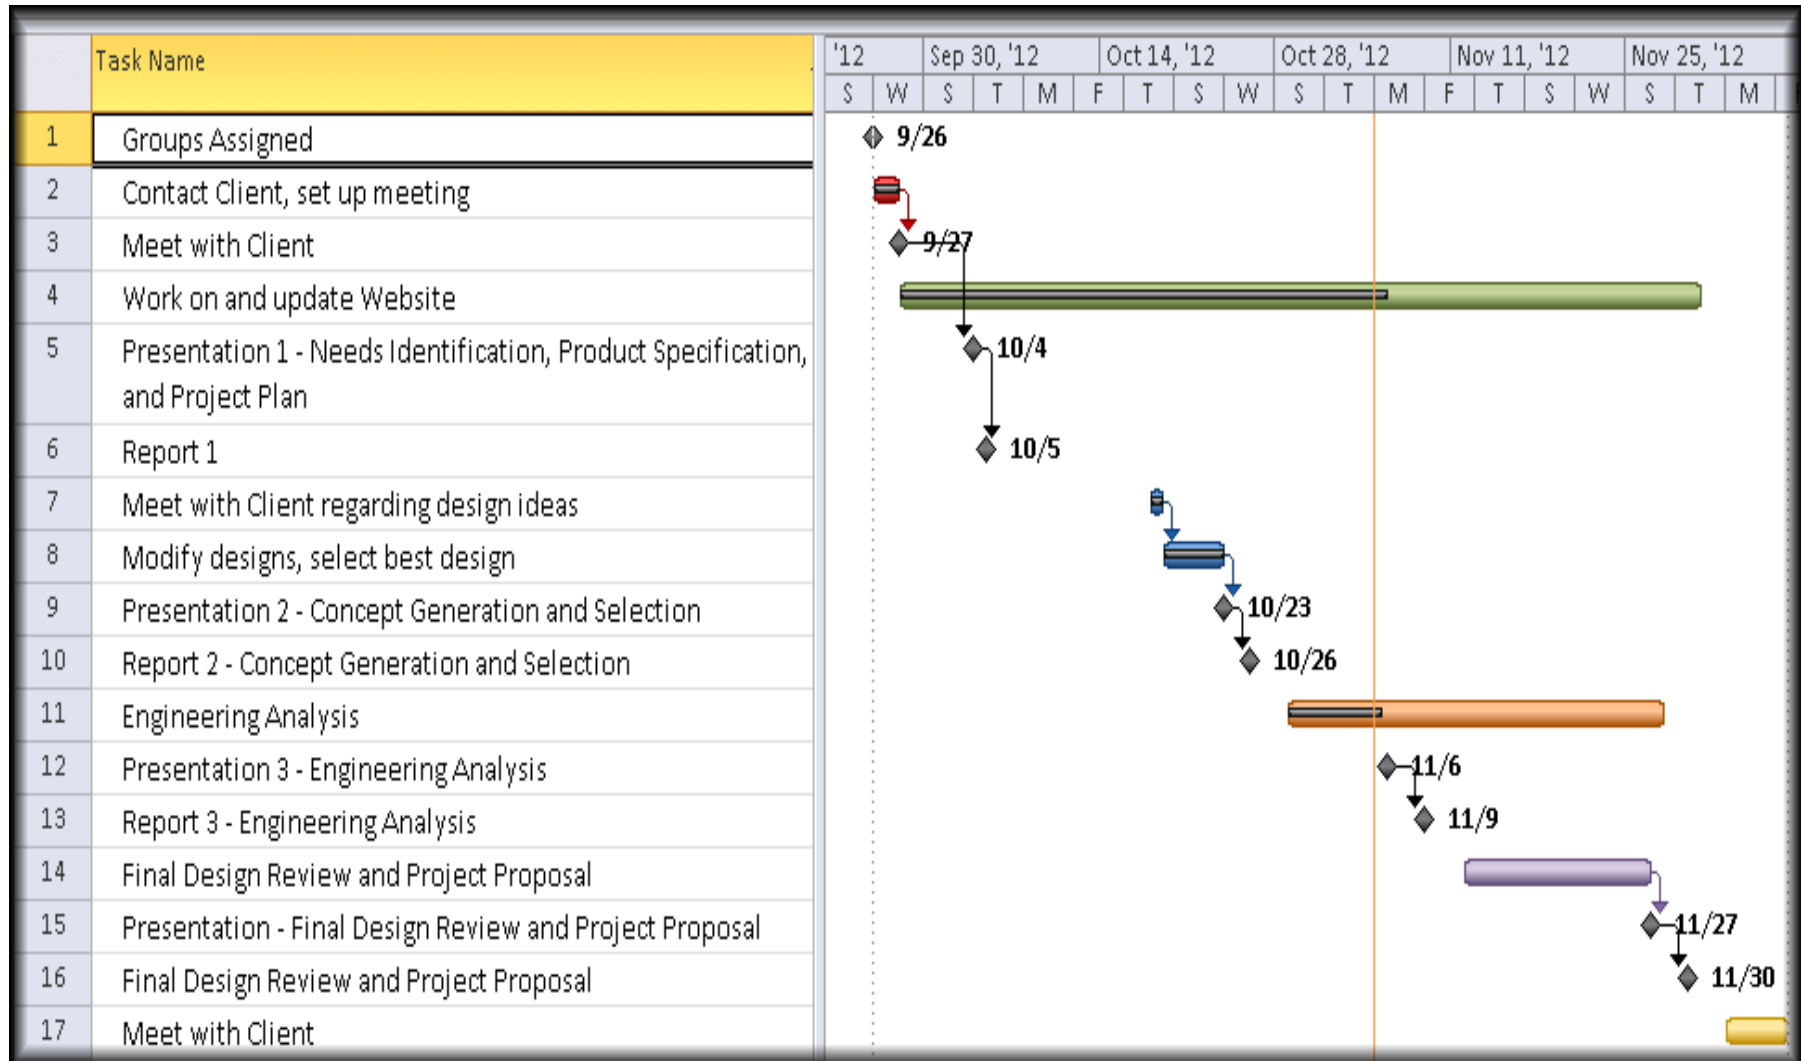 Task Name
'12 Sep 30, '12 Oct 14, '12 Oct 28, '12 Nov 11, '12 Nov 25, '12
S W S T M F T S W S T M F T S W S T M
1 Groups Assigned 9/26
2 Contact Client, set up meeting
3 Meet with Client 9/27
4 Work on and update Website
5 Presentation 1 - Needs Identification, Product Specification, 10/4
and Project Plan
6 Report 1 10/5
7 Meet with Client regarding design ideas
8 Modify designs, select best design
9 Presentation 2 - Concept Generation and Selection 10/23
10 Report 2 - Concept Generation and Selection 10/26
11 Engineering Analysis
12 Presentation 3 - Engineering Analysis 11/6
13 Report 3 - Engineering Analysis 11/9
14 Final Design Review and Project Proposal
15 Presentation - Final Design Review and Project Proposal 11/27
16 Final Design Review and Project Proposal 11/30
17 Meet with Client